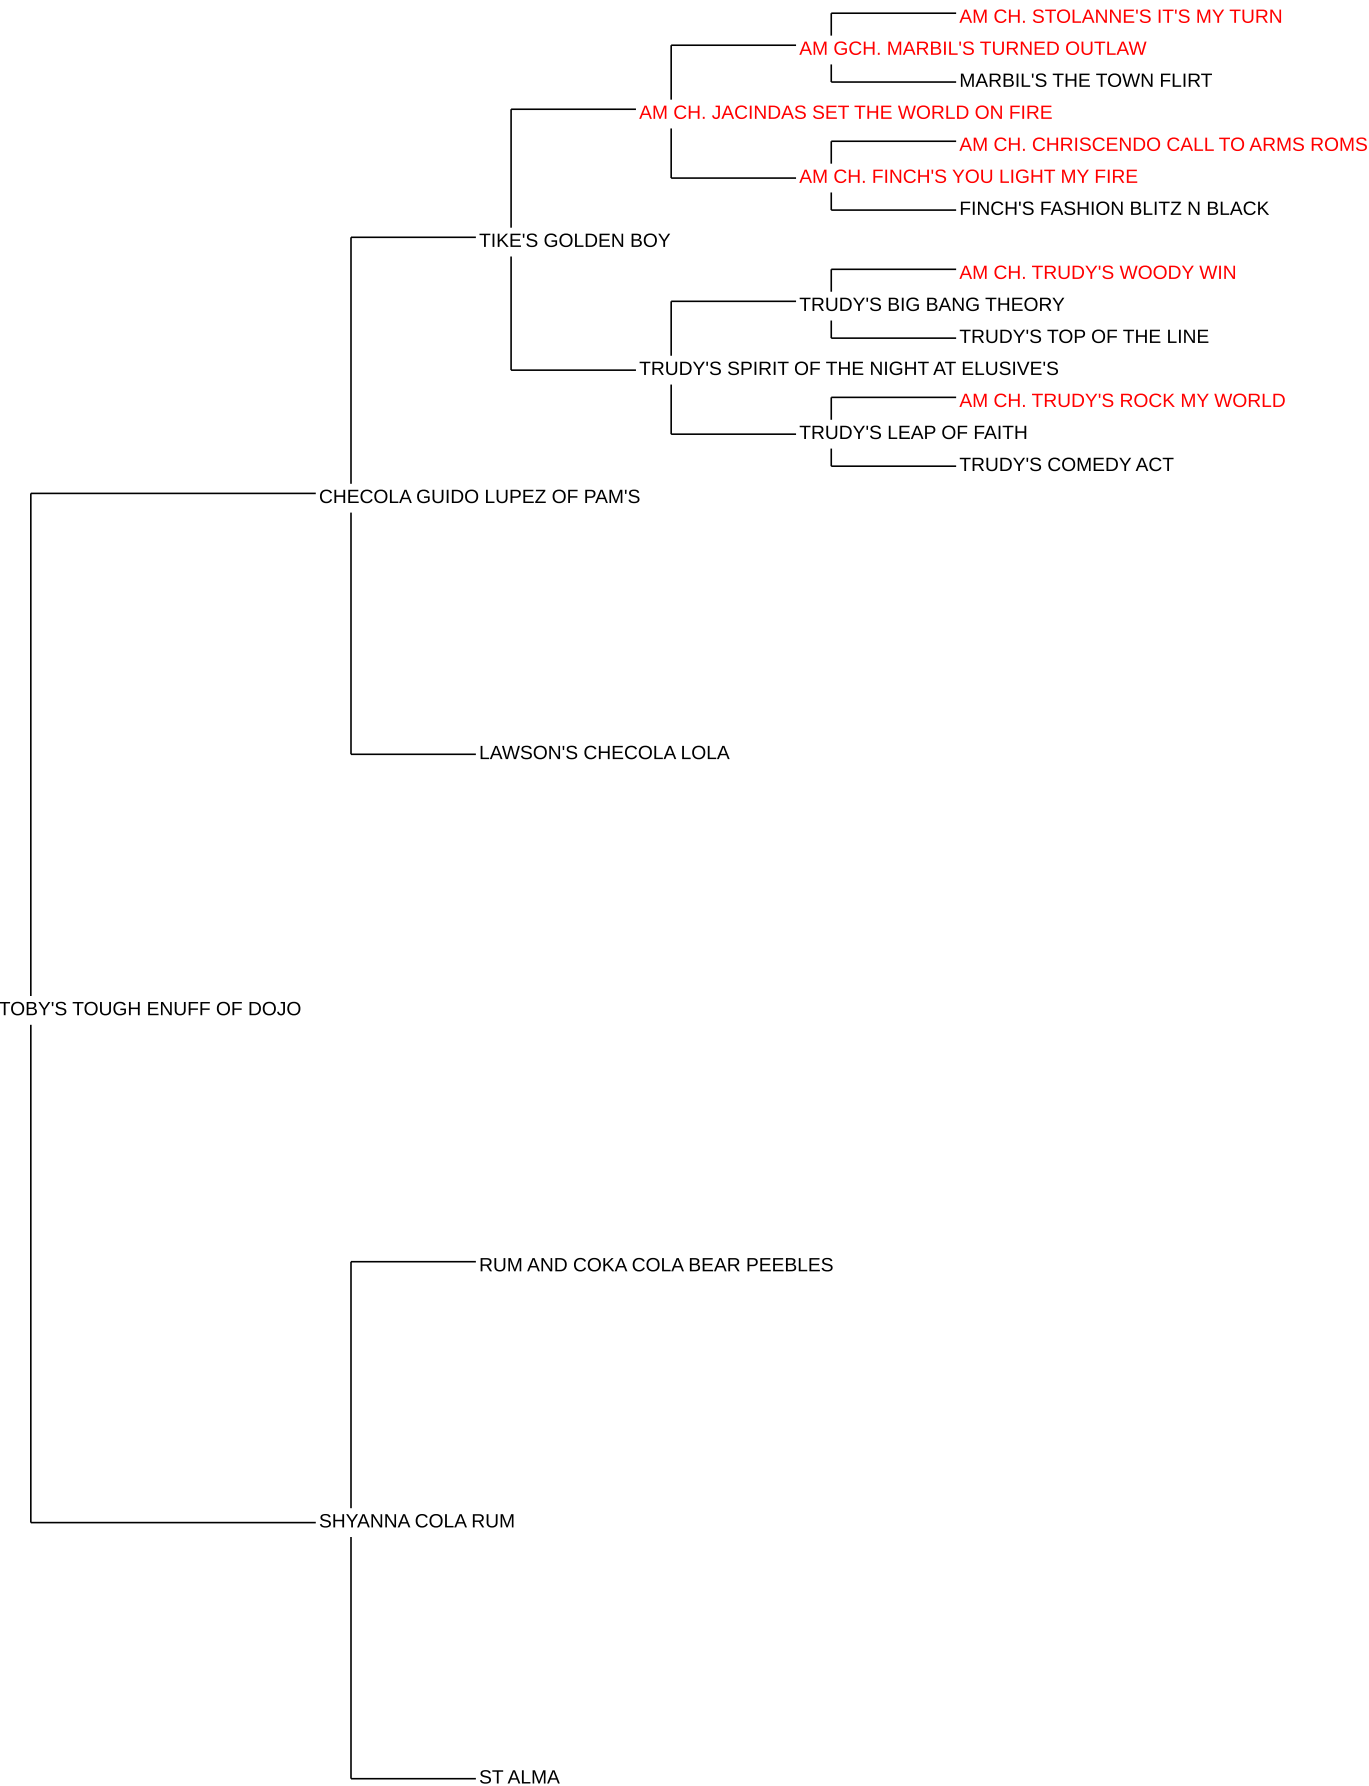 AM CH. STOLANNE'S IT'S MY TURN
AM GCH. MARBIL'S TURNED OUTLAW
MARBIL'S THE TOWN FLIRT
AM CH. JACINDAS SET THE WORLD ON FIRE
AM CH. CHRISCENDO CALL TO ARMS ROMS
AM CH. FINCH'S YOU LIGHT MY FIRE
FINCH'S FASHION BLITZ N BLACK
TIKE'S GOLDEN BOY
AM CH. TRUDY'S WOODY WIN
TRUDY'S BIG BANG THEORY
TRUDY'S TOP OF THE LINE
TRUDY'S SPIRIT OF THE NIGHT AT ELUSIVE'S
AM CH. TRUDY'S ROCK MY WORLD
TRUDY'S LEAP OF FAITH
TRUDY'S COMEDY ACT
CHECOLA GUIDO LUPEZ OF PAM'S
LAWSON'S CHECOLA LOLA
TOBY'S TOUGH ENUFF OF DOJO
RUM AND COKA COLA BEAR PEEBLES
SHYANNA COLA RUM
ST ALMA